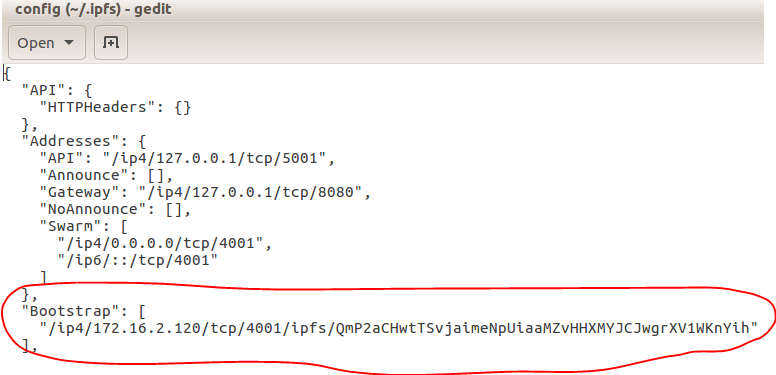 config (~/.ipfs) - gedit
Open
{
  "API": {
    "HTTPHeaders": {}
  },
  "Addresses": {
    "API": "/ip4/127.0.0.1/tcp/5001",
    "Announce": [],
    "Gateway": "/ip4/127.0.0.1/tcp/8080",
    "NoAnnounce": [],
    "Swarm": [
      "/ip4/0.0.0.0/tcp/4001",
      "/ip6/::/tcp/4001"
    ]
  },
  "Bootstrap": [
    "/ip4/172.16.2.120/tcp/4001/ipfs/QmP2aCHwtTSvjaimeNpUiaaMZvHHXMYJCJwgrXV1WKnYih"
  ],